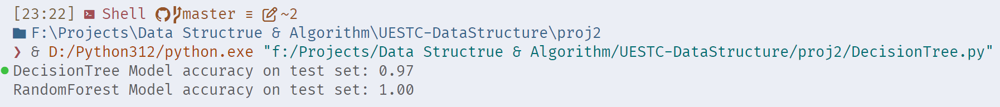 [23:22] Shell master ≡ ~2
F:\Projects\Data Structrue & Algorithm\UESTC-DataStructure\proj2
❯ & D:/Python312/python.exe "f:/Projects/Data Structrue & Algorithm/UESTC-DataStructure/proj2/DecisionTree.py"
DecisionTree Model accuracy on test set: 0.97
RandomForest Model accuracy on test set: 1.00